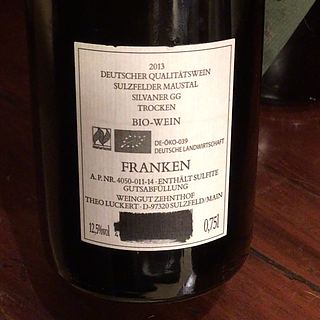 2013
DEUTSCHER QUALITÄTSWEIN
SULZFELDER MAUSTAL
SILVANER GG
TROCKEN
BIO-WEIN
DE-ÖKO-039
DEUTSCHE LANDWIRTSCHAFT
FRANKEN
A. P. NR. 4050-011-14 · ENTHÄLT SULFITE
GUTSABFÜLLUNG
WEINGUT ZEHNTHOF
THEO LUCKERT · D-97320 SULZFELD/MAIN
12,5%vol 0,75l